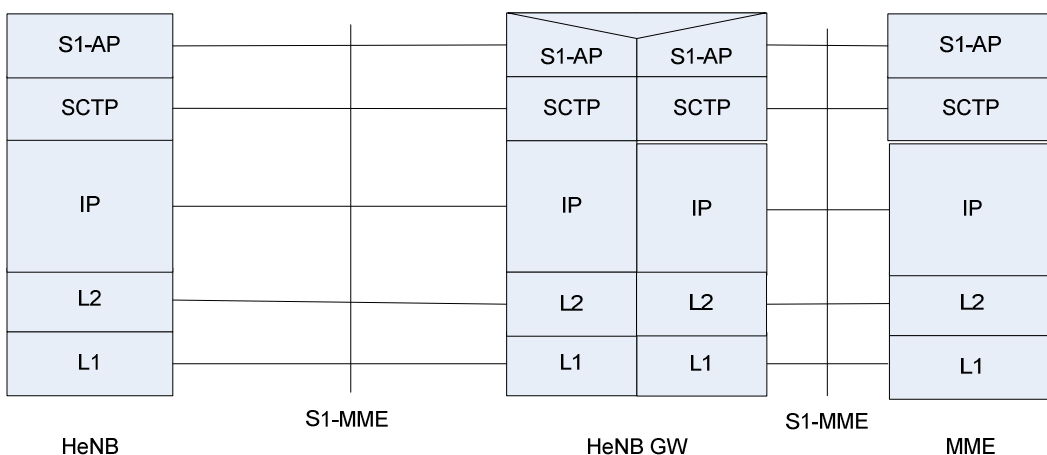 S1-AP S1-AP S1-AP S1-AP
SCTP SCTP SCTP SCTP
IP IP IP IP
L2 L2 L2 L2
L1 L1 L1 L1
S1-MME S1-MME
HeNB HeNB GW MME